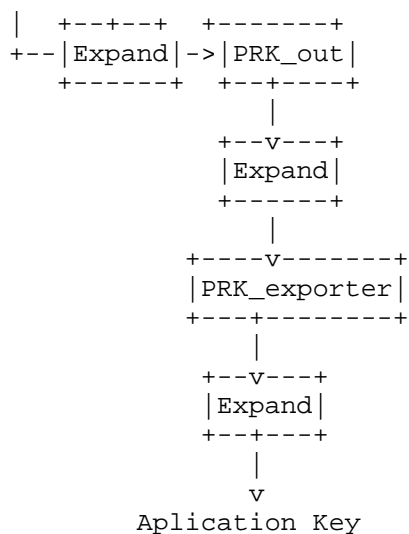 |  +--+--+  +-------+
+--|Expand|->|PRK_out|
   +------+  +--+----+
                |
             +--v---+
             |Expand|
             +------+
                |
           +----v-------+
           |PRK_exporter|
           +---+--------+
               |
            +--v---+
            |Expand|
            +--+---+
               |
               v
        Aplication Key